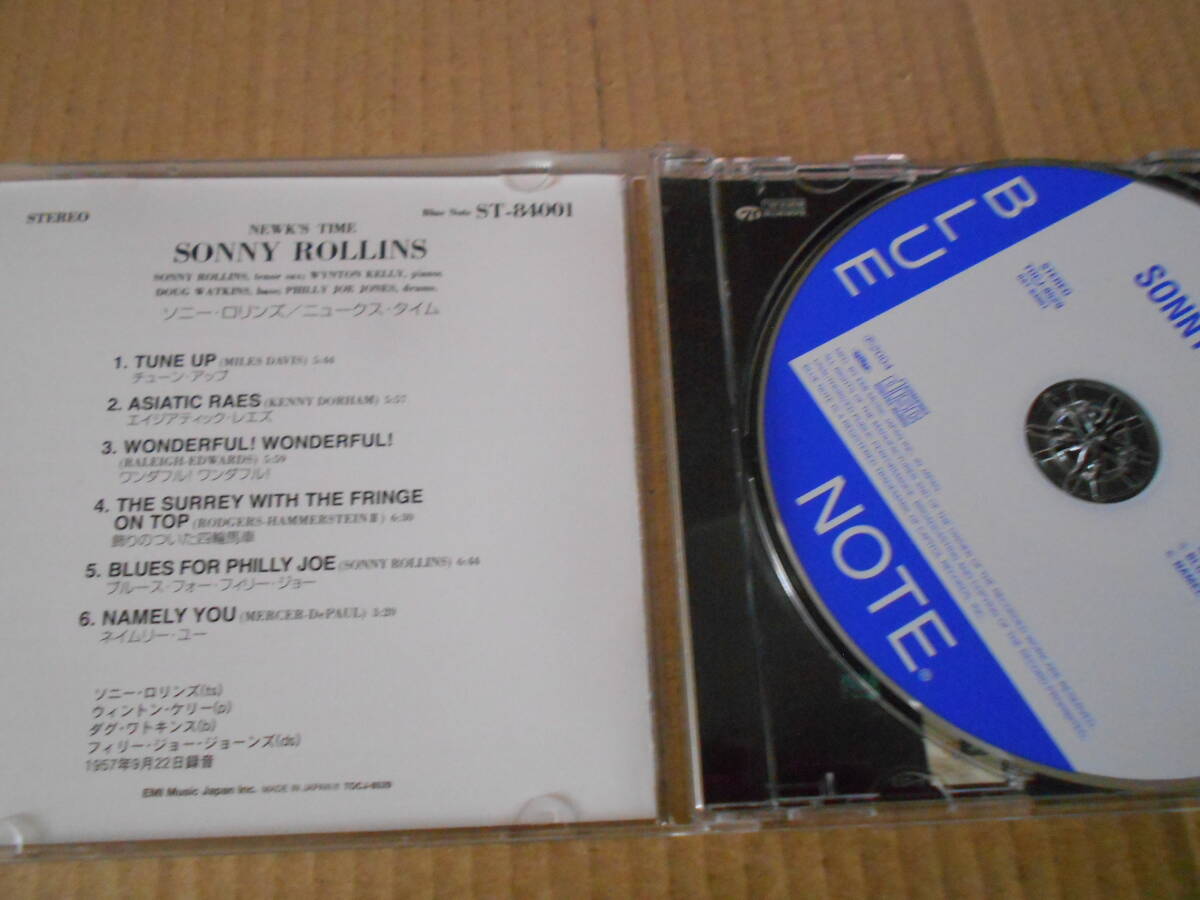 STEREO
Blue Note ST-84001
NEWK'S TIME
SONNY ROLLINS
SONNY ROLLINS, tenor sax; WYNTON KELLY, piano;
DOUG WATKINS, bass; PHILLY JOE JONES, drums.
ソニー・ロリンズ／ニュークス・タイム
1. TUNE UP (MILES DAVIS) 5:44
チューン・アップ
2. ASIATIC RAES (KENNY DORHAM) 5:57
エイジアティック・レエズ
3. WONDERFUL! WONDERFUL!
(RALEIGH-EDWARDS) 5:59
ワンダフル! ワンダフル!
4. THE SURREY WITH THE FRINGE
ON TOP (RODGERS-HAMMERSTEIN II) 6:30
飾りのついた四輪馬車
5. BLUES FOR PHILLY JOE (SONNY ROLLINS) 6:44
ブルース・フォー・フィリー・ジョー
6. NAMELY YOU (MERCER-DePAUL) 3:20
ネイムリー・ユー
ソニー・ロリンズ(ts)
ウィントン・ケリー(p)
ダグ・ワトキンス(b)
フィリー・ジョー・ジョーンズ(ds)
1957年9月22日録音
EMI Music Japan Inc. MADE IN JAPAN
BLUE
NOTE®
SONNY
STEREO
℗2004